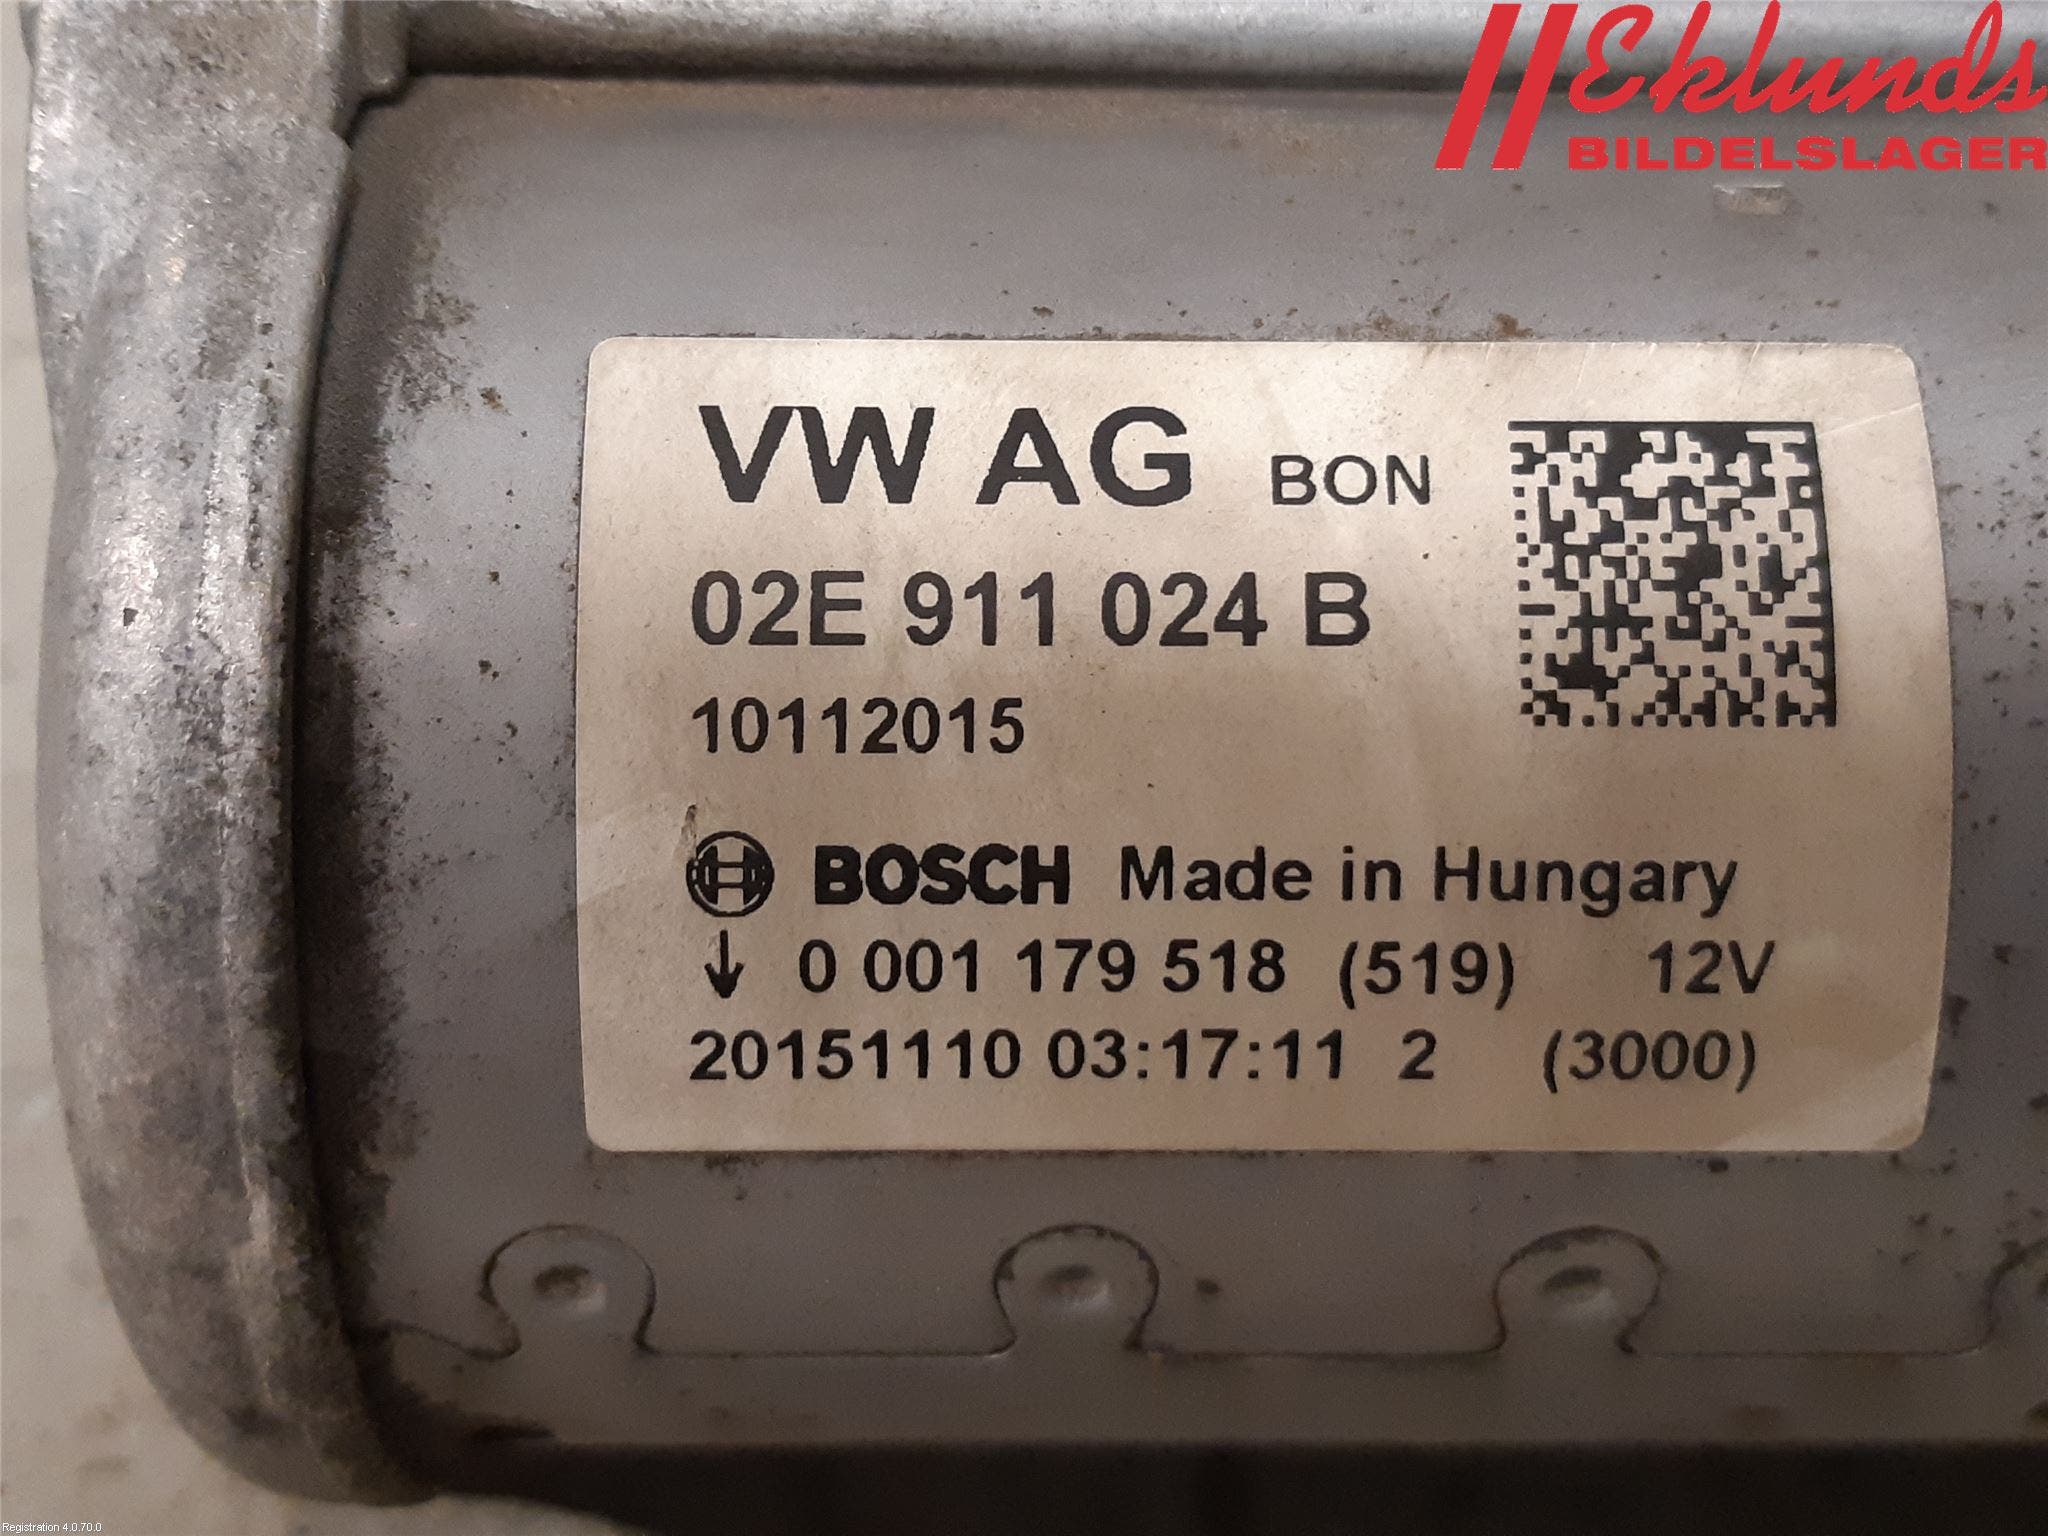 Eklunds
BILDELSLAGER
VW AG BON
02E 911 024 B
10112015
BOSCH Made in Hungary
↓ 0 001 179 518 (519) 12V
20151110 03:17:11 2 (3000)
Registration 4.0.70.0